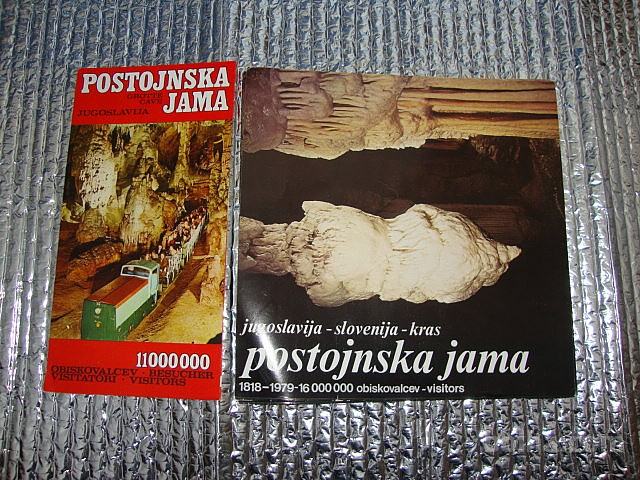 POSTOJNSKA
GROTTE
CAVE
JAMA
JUGOSLAVIJA
11000000
OBISKOVALCEV · BESUCHER
VISITATORI · VISITORS
jugoslavija - slovenija - kras
postojnska jama
1818-1979-16 000 000 obiskovalcev - visitors